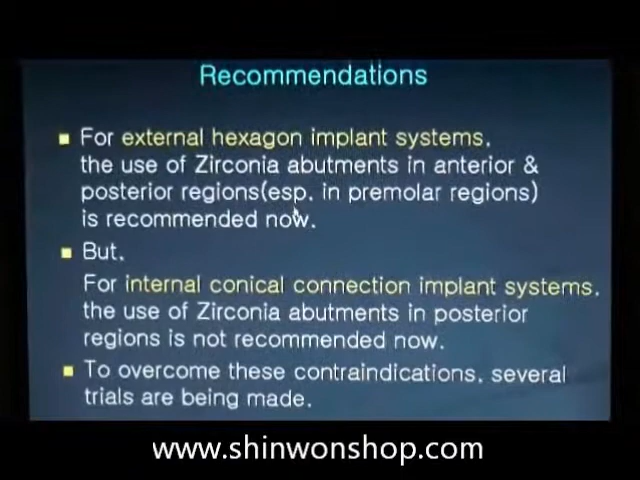 Recommendations
For external hexagon implant systems,
the use of Zirconia abutments in anterior &
posterior regions(esp. in premolar regions)
is recommended now.
But,
For internal conical connection implant systems,
the use of Zirconia abutments in posterior
regions is not recommended now.
To overcome these contraindications, several
trials are being made.
www.shinwonshop.com